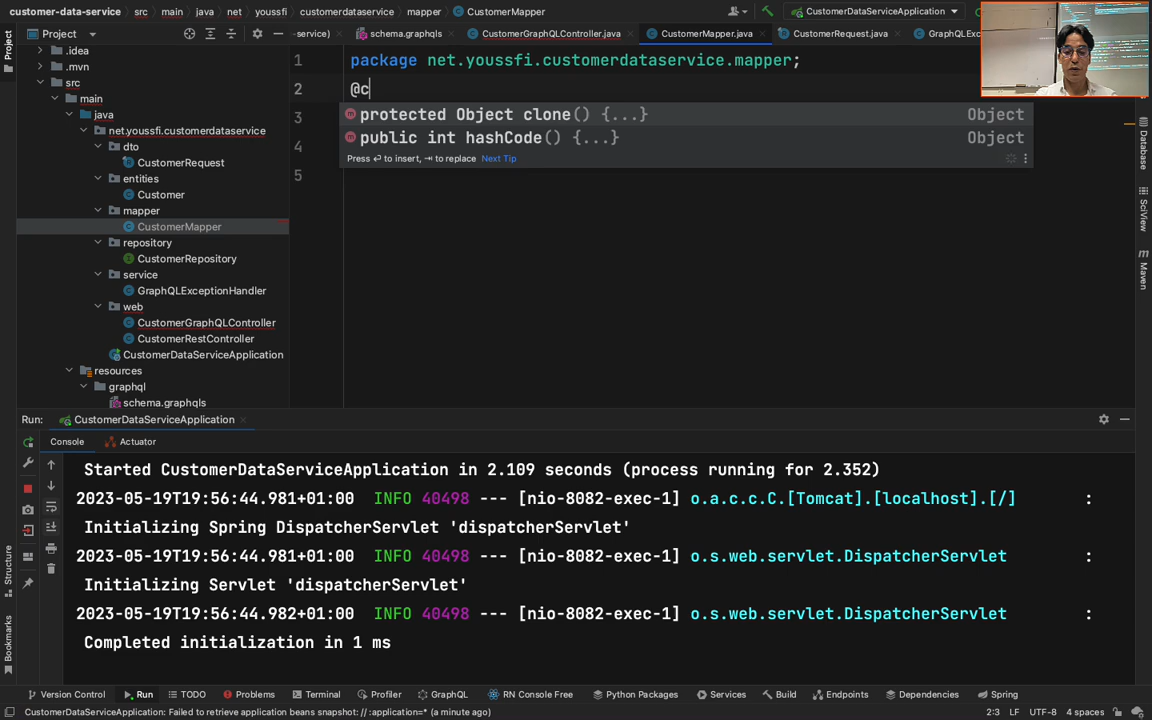 customer-data-service › src › main › java › net › youssfi › customerdataservice › mapper › CustomerMapper
CustomerDataServiceApplication
Project
-service)
schema.graphqls
CustomerGraphQLController.java
CustomerMapper.java
CustomerRequest.java
GraphQLExc
Project
.idea
.mvn
src
main
java
net.youssfi.customerdataservice
dto
CustomerRequest
entities
Customer
mapper
CustomerMapper
repository
CustomerRepository
service
GraphQLExceptionHandler
web
CustomerGraphQLController
CustomerRestController
CustomerDataServiceApplication
resources
graphql
schema.graphqls
1 package net.youssfi.customerdataservice.mapper;
2 @c
3
4
5
protected Object clone() {...} Object
public int hashCode() {...} Object
Press ⏎ to insert, ⇥ to replace Next Tip
Database
SciView
Maven
Structure
Bookmarks
Run: CustomerDataServiceApplication
Console Actuator
Started CustomerDataServiceApplication in 2.109 seconds (process running for 2.352)
2023-05-19T19:56:44.981+01:00 INFO 40498 --- [nio-8082-exec-1] o.a.c.c.C.[Tomcat].[localhost].[/] :
Initializing Spring DispatcherServlet 'dispatcherServlet'
2023-05-19T19:56:44.981+01:00 INFO 40498 --- [nio-8082-exec-1] o.s.web.servlet.DispatcherServlet :
Initializing Servlet 'dispatcherServlet'
2023-05-19T19:56:44.982+01:00 INFO 40498 --- [nio-8082-exec-1] o.s.web.servlet.DispatcherServlet :
Completed initialization in 1 ms
Version Control Run TODO Problems Terminal Profiler GraphQL RN Console Free Python Packages Services Build Endpoints Dependencies Spring
CustomerDataServiceApplication: Failed to retrieve application beans snapshot: // :application=* (a minute ago) 2:3 LF UTF-8 4 spaces